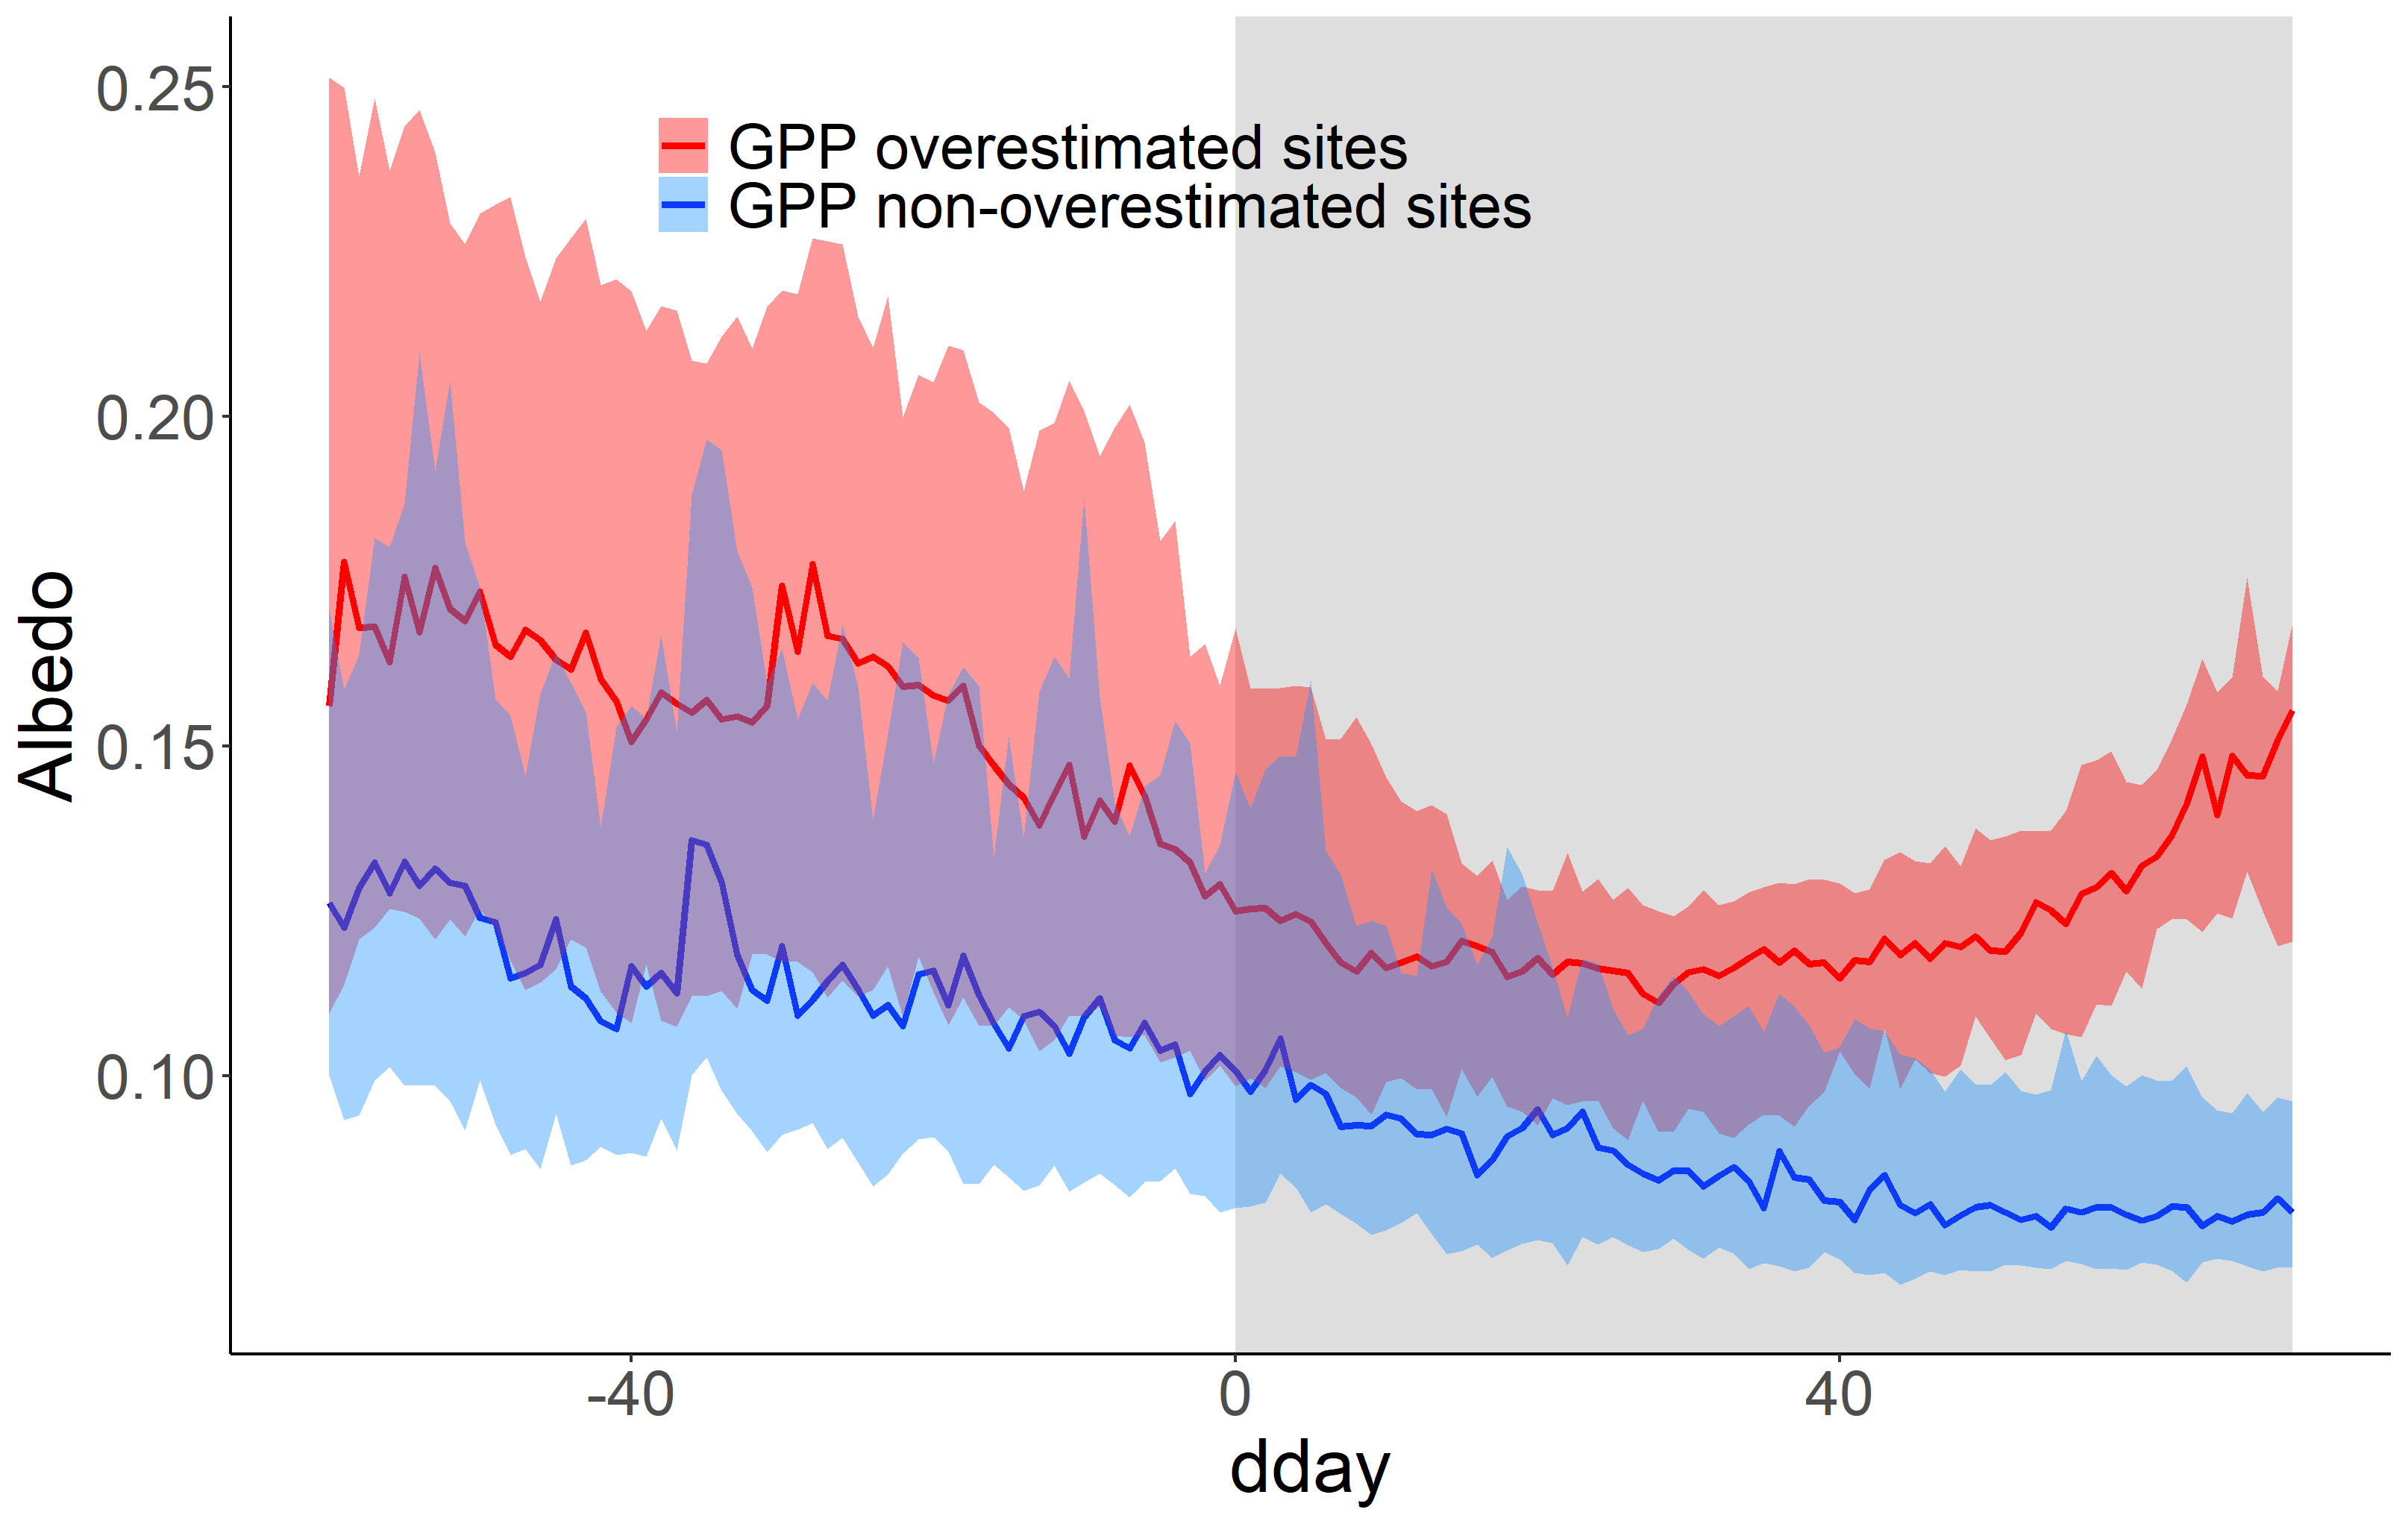 0.25
GPP overestimated sites
GPP non-overestimated sites
0.20
Albedo
0.15
0.10
-40 0 40
dday